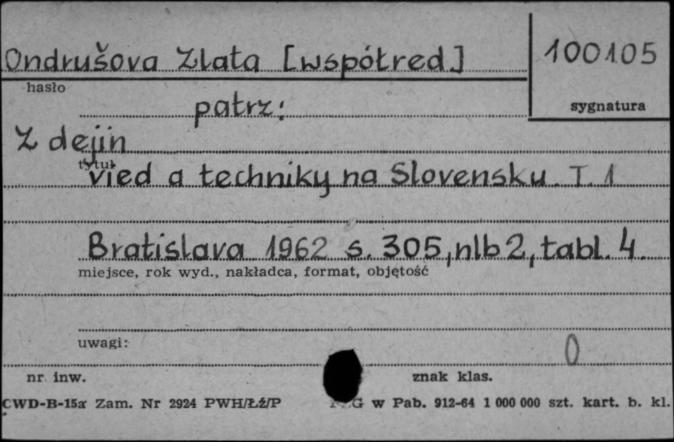 Ondrušova Zlata [współred]
100105
hasło
patrz:
sygnatura
Z dejin
tytuł
vied a techniky na Slovensku. T. 1
Bratislava 1962 s. 305, nlb 2, tabl. 4.
miejsce, rok wyd., nakładca, format, objętość
uwagi:
0
nr inw.
znak klas.
CWD-B-15a Zam. Nr 2924 PWH/Łź/P
G w Pab. 912-64 1 000 000 szt. kart. b. kl.